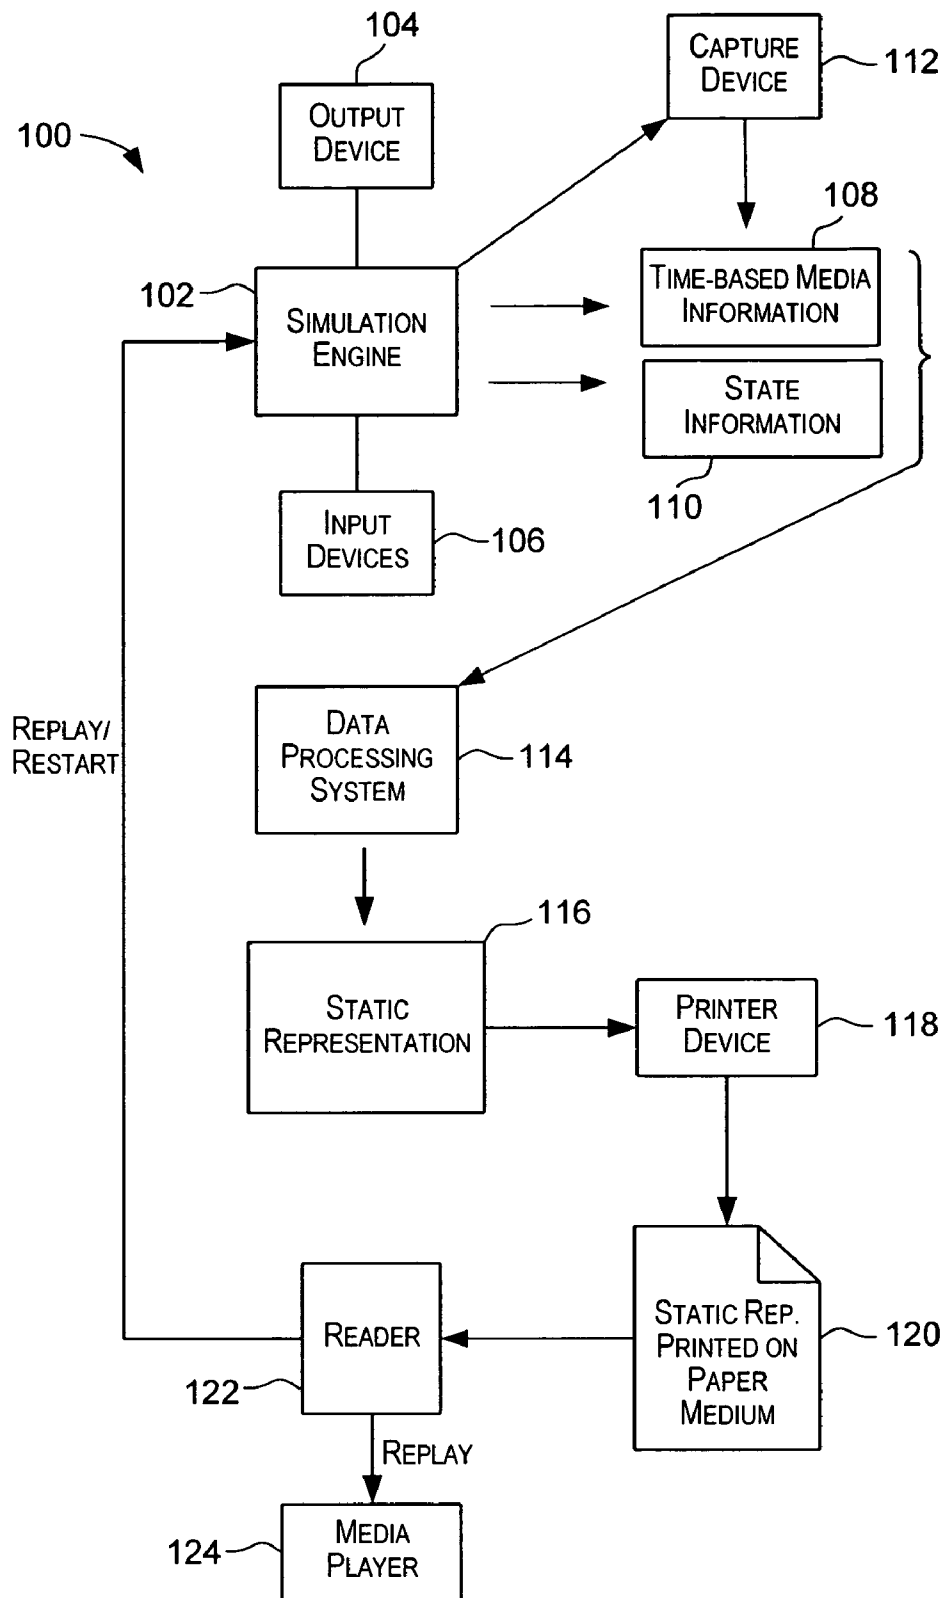 104
OUTPUT
DEVICE
CAPTURE
DEVICE
112
100
108
102
SIMULATION
ENGINE
TIME-BASED MEDIA
INFORMATION
STATE
INFORMATION
110
INPUT
DEVICES
106
REPLAY/
RESTART
DATA
PROCESSING
SYSTEM
114
116
STATIC
REPRESENTATION
PRINTER
DEVICE
118
READER
122
STATIC REP.
PRINTED ON
PAPER
MEDIUM
120
REPLAY
124
MEDIA
PLAYER